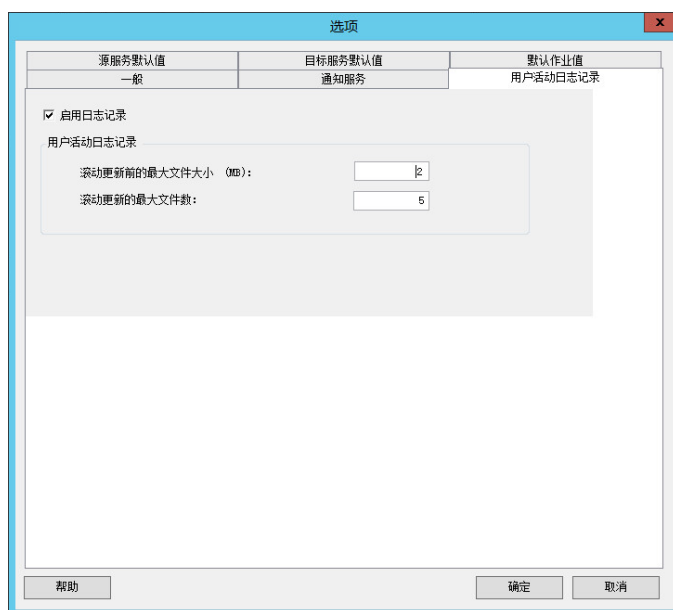 选项
x
源服务默认值 目标服务默认值 默认作业值
一般 通知服务 用户活动日志记录
启用日志记录
用户活动日志记录
滚动更新前的最大文件大小 (MB): 2
滚动更新的最大文件数: 5
帮助 确定 取消